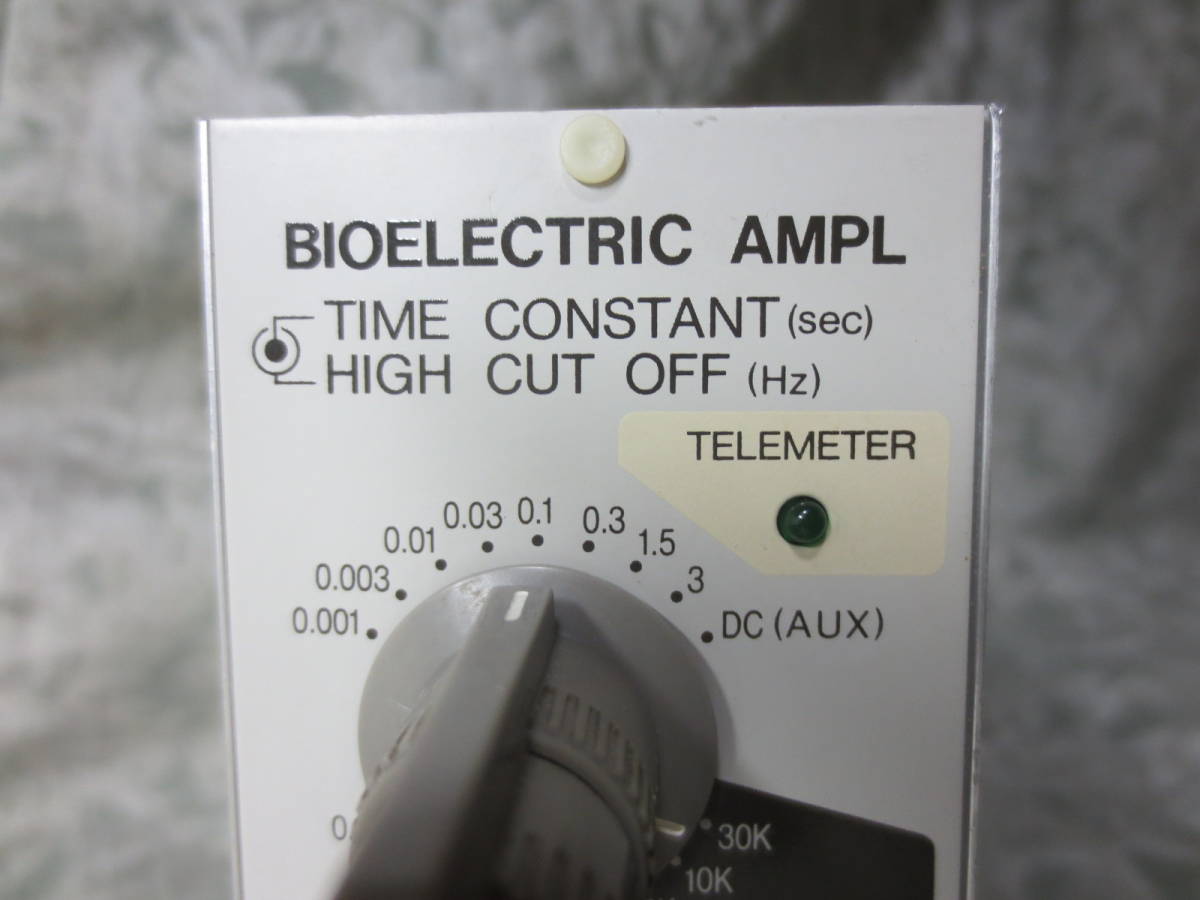 BIOELECTRIC AMPL
TIME CONSTANT (sec)
HIGH CUT OFF (Hz)
TELEMETER
0.001
0.003
0.01
0.03
0.1
0.3
1.5
3
DC (AUX)
30K
10K